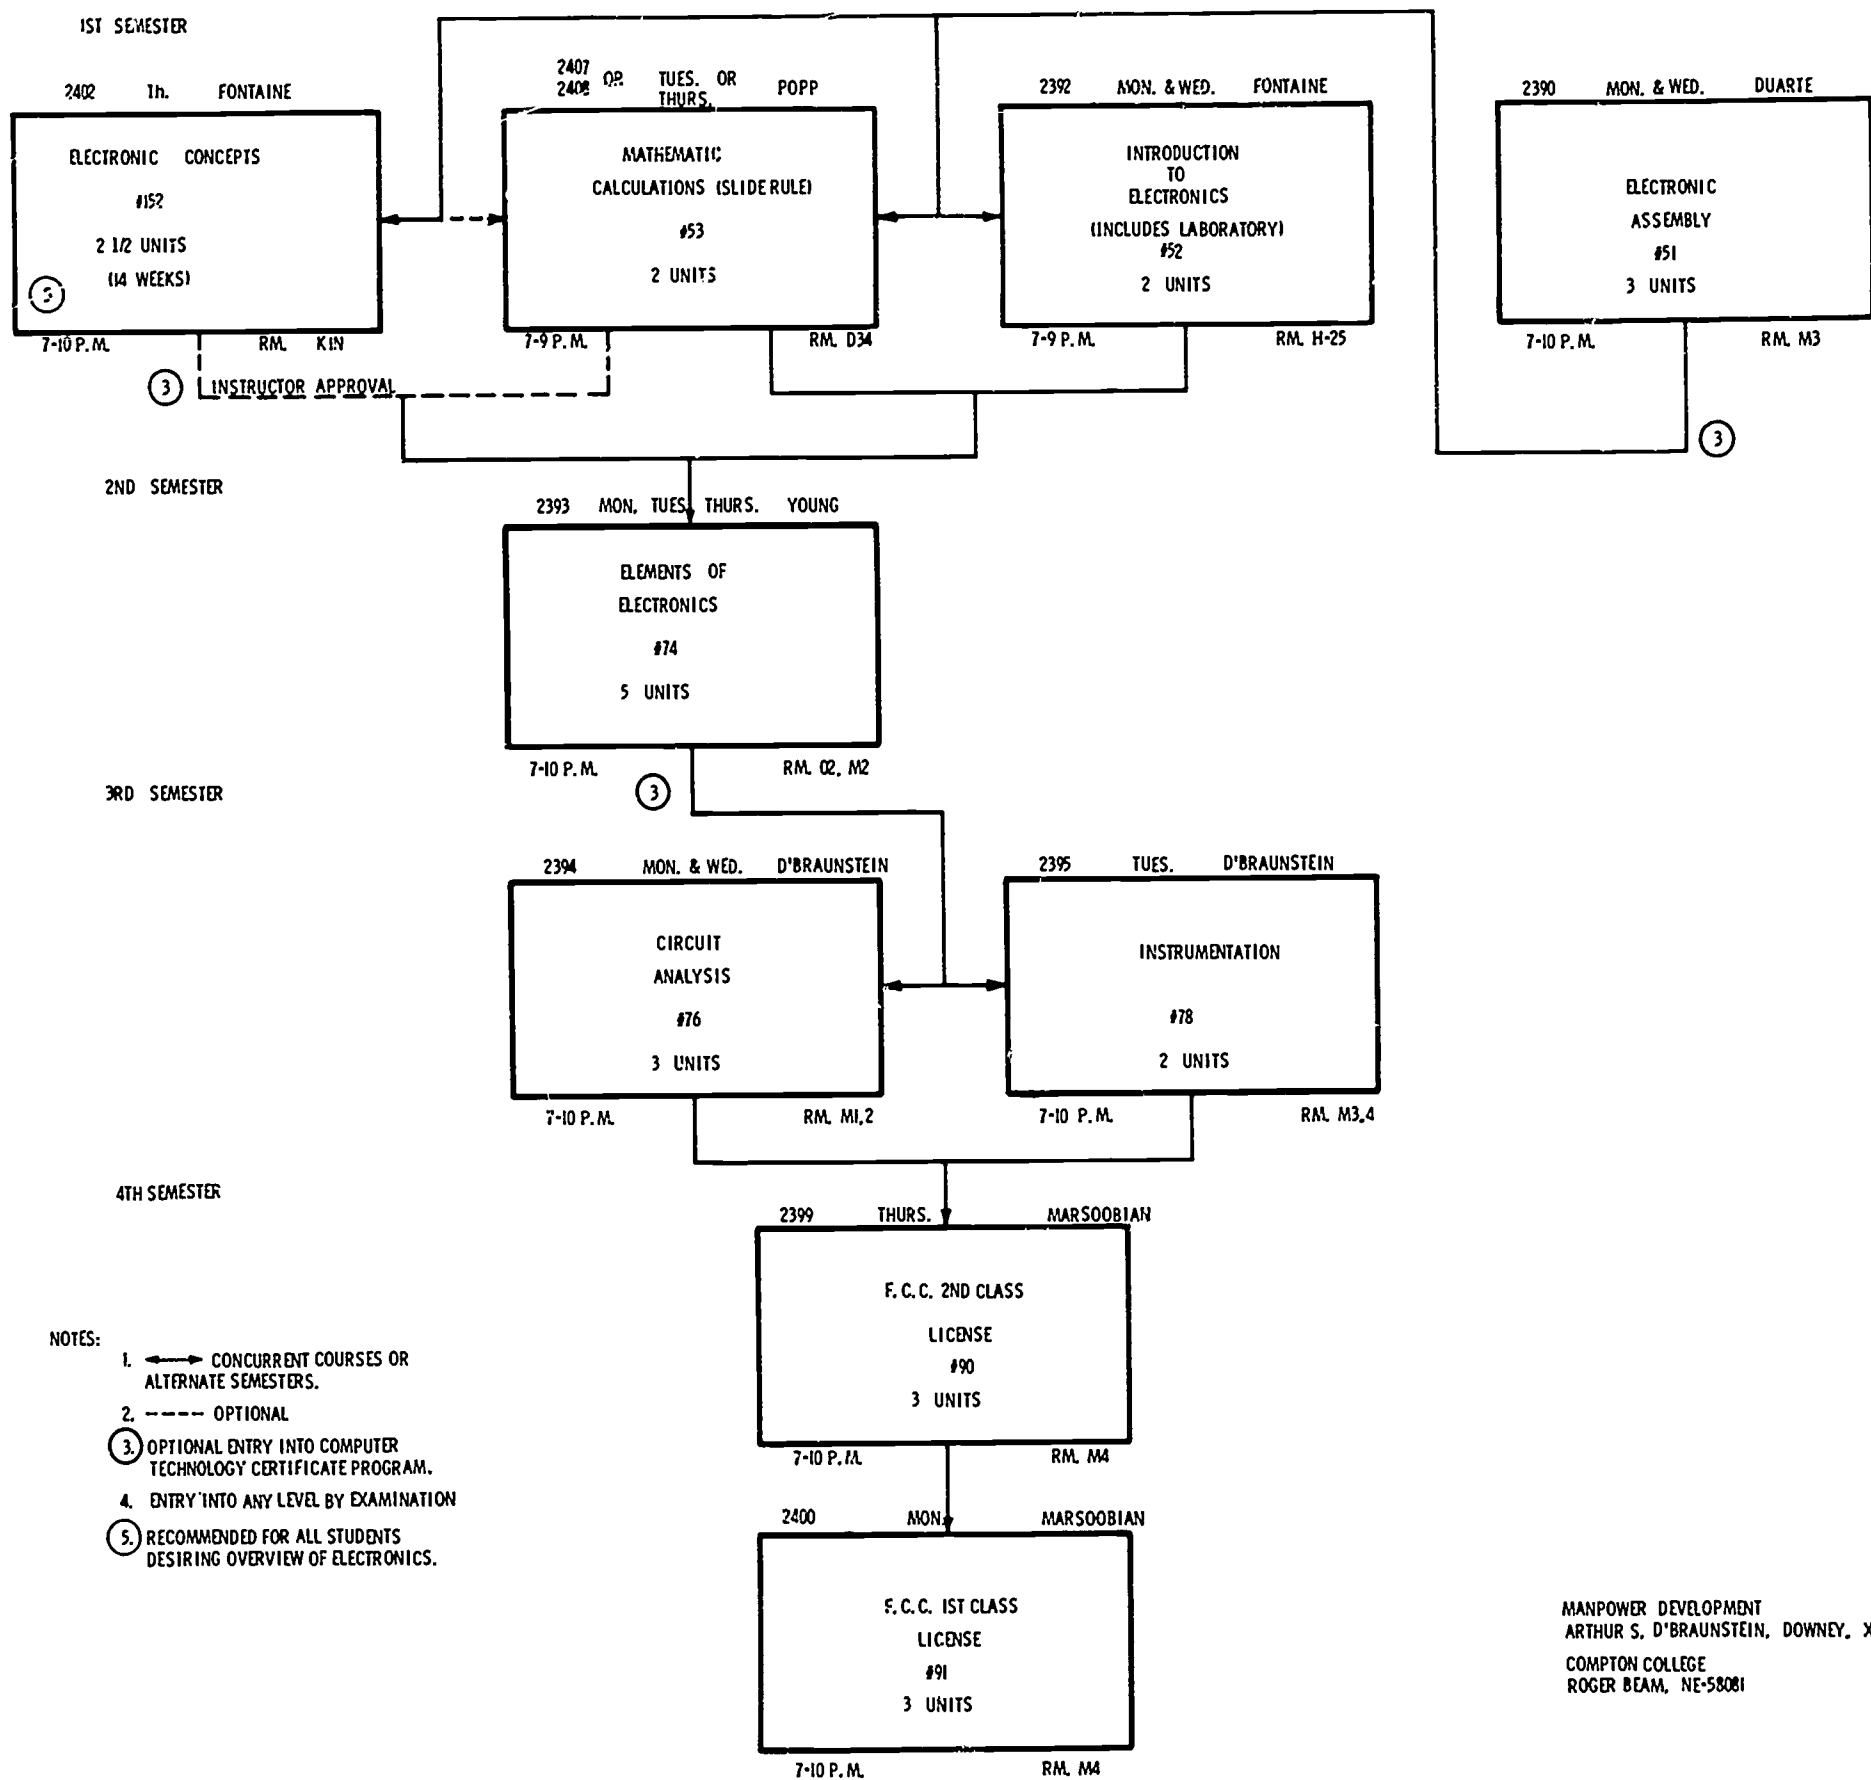 1ST SEMESTER
2402 Th. FONTAINE
ELECTRONIC CONCEPTS
#152
2 1/2 UNITS
(14 WEEKS)
5
7-10 P.M. RM. K1N
2407
2408 OR TUES. OR
THURS. POPP
MATHEMATIC
CALCULATIONS (SLIDE RULE)
#53
2 UNITS
7-9 P.M. RM. D34
2392 MON. & WED. FONTAINE
INTRODUCTION
TO
ELECTRONICS
(INCLUDES LABORATORY)
#52
2 UNITS
7-9 P.M. RM. H-25
2390 MON. & WED. DUARTE
ELECTRONIC
ASSEMBLY
#51
3 UNITS
7-10 P.M. RM. M3
3 INSTRUCTOR APPROVAL
3
2ND SEMESTER
2393 MON. TUES. THURS. YOUNG
ELEMENTS OF
ELECTRONICS
#74
5 UNITS
7-10 P.M. RM. 02, M2
3
3RD SEMESTER
2394 MON. & WED. D'BRAUNSTEIN
CIRCUIT
ANALYSIS
#76
3 UNITS
7-10 P.M. RM. M1,2
2395 TUES. D'BRAUNSTEIN
INSTRUMENTATION
#78
2 UNITS
7-10 P.M. RM. M3,4
4TH SEMESTER
2399 THURS. MARSOOBIAN
F.C.C. 2ND CLASS
LICENSE
#90
3 UNITS
7-10 P.M. RM. M4
2400 MON. MARSOOBIAN
F.C.C. 1ST CLASS
LICENSE
#91
3 UNITS
7-10 P.M. RM. M4
NOTES:
1. CONCURRENT COURSES OR
ALTERNATE SEMESTERS.
2. ---- OPTIONAL
3. OPTIONAL ENTRY INTO COMPUTER
TECHNOLOGY CERTIFICATE PROGRAM.
4. ENTRY INTO ANY LEVEL BY EXAMINATION
5. RECOMMENDED FOR ALL STUDENTS
DESIRING OVERVIEW OF ELECTRONICS.
MANPOWER DEVELOPMENT
ARTHUR S. D'BRAUNSTEIN, DOWNEY, X
COMPTON COLLEGE
ROGER BEAM, NE-58081